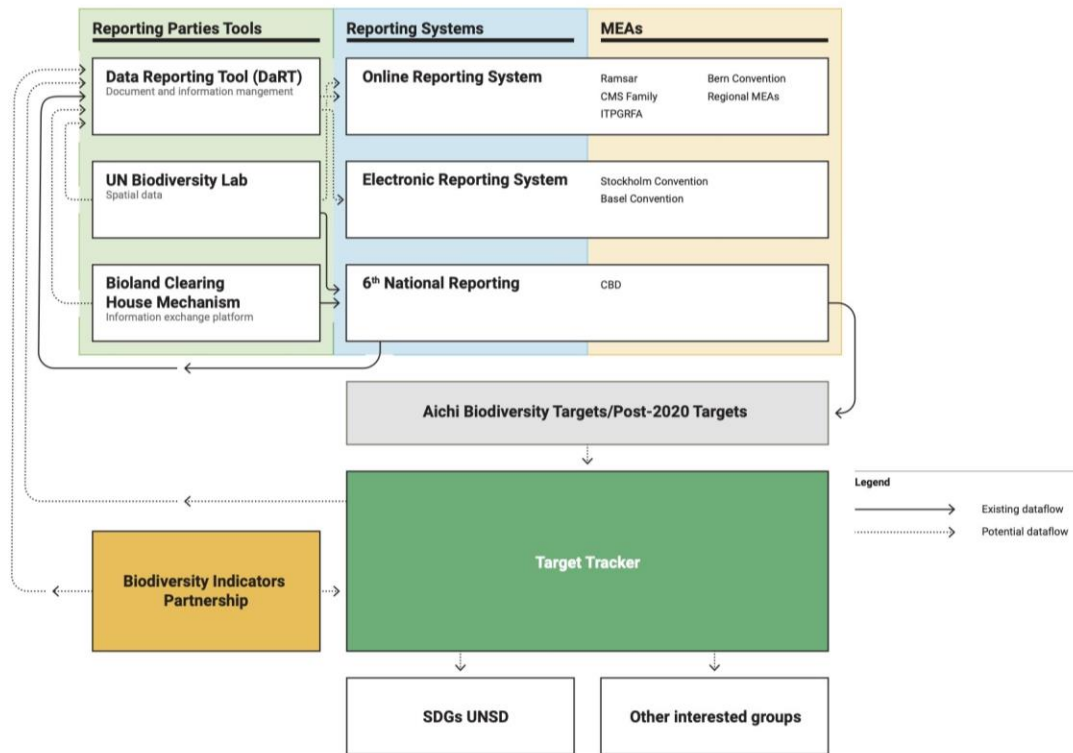 Reporting Parties Tools
Reporting Systems
MEAs
Data Reporting Tool (DaRT)
Document and information mangement
Online Reporting System
Ramsar
Bern Convention
CMS Family
Regional MEAs
ITPGRFA
UN Biodiversity Lab
Spatial data
Electronic Reporting System
Stockholm Convention
Basel Convention
Bioland Clearing
House Mechanism
Information exchange platform
6th National Reporting
CBD
Aichi Biodiversity Targets/Post-2020 Targets
Legend
Existing dataflow
Potential dataflow
Target Tracker
Biodiversity Indicators
Partnership
SDGs UNSD
Other interested groups